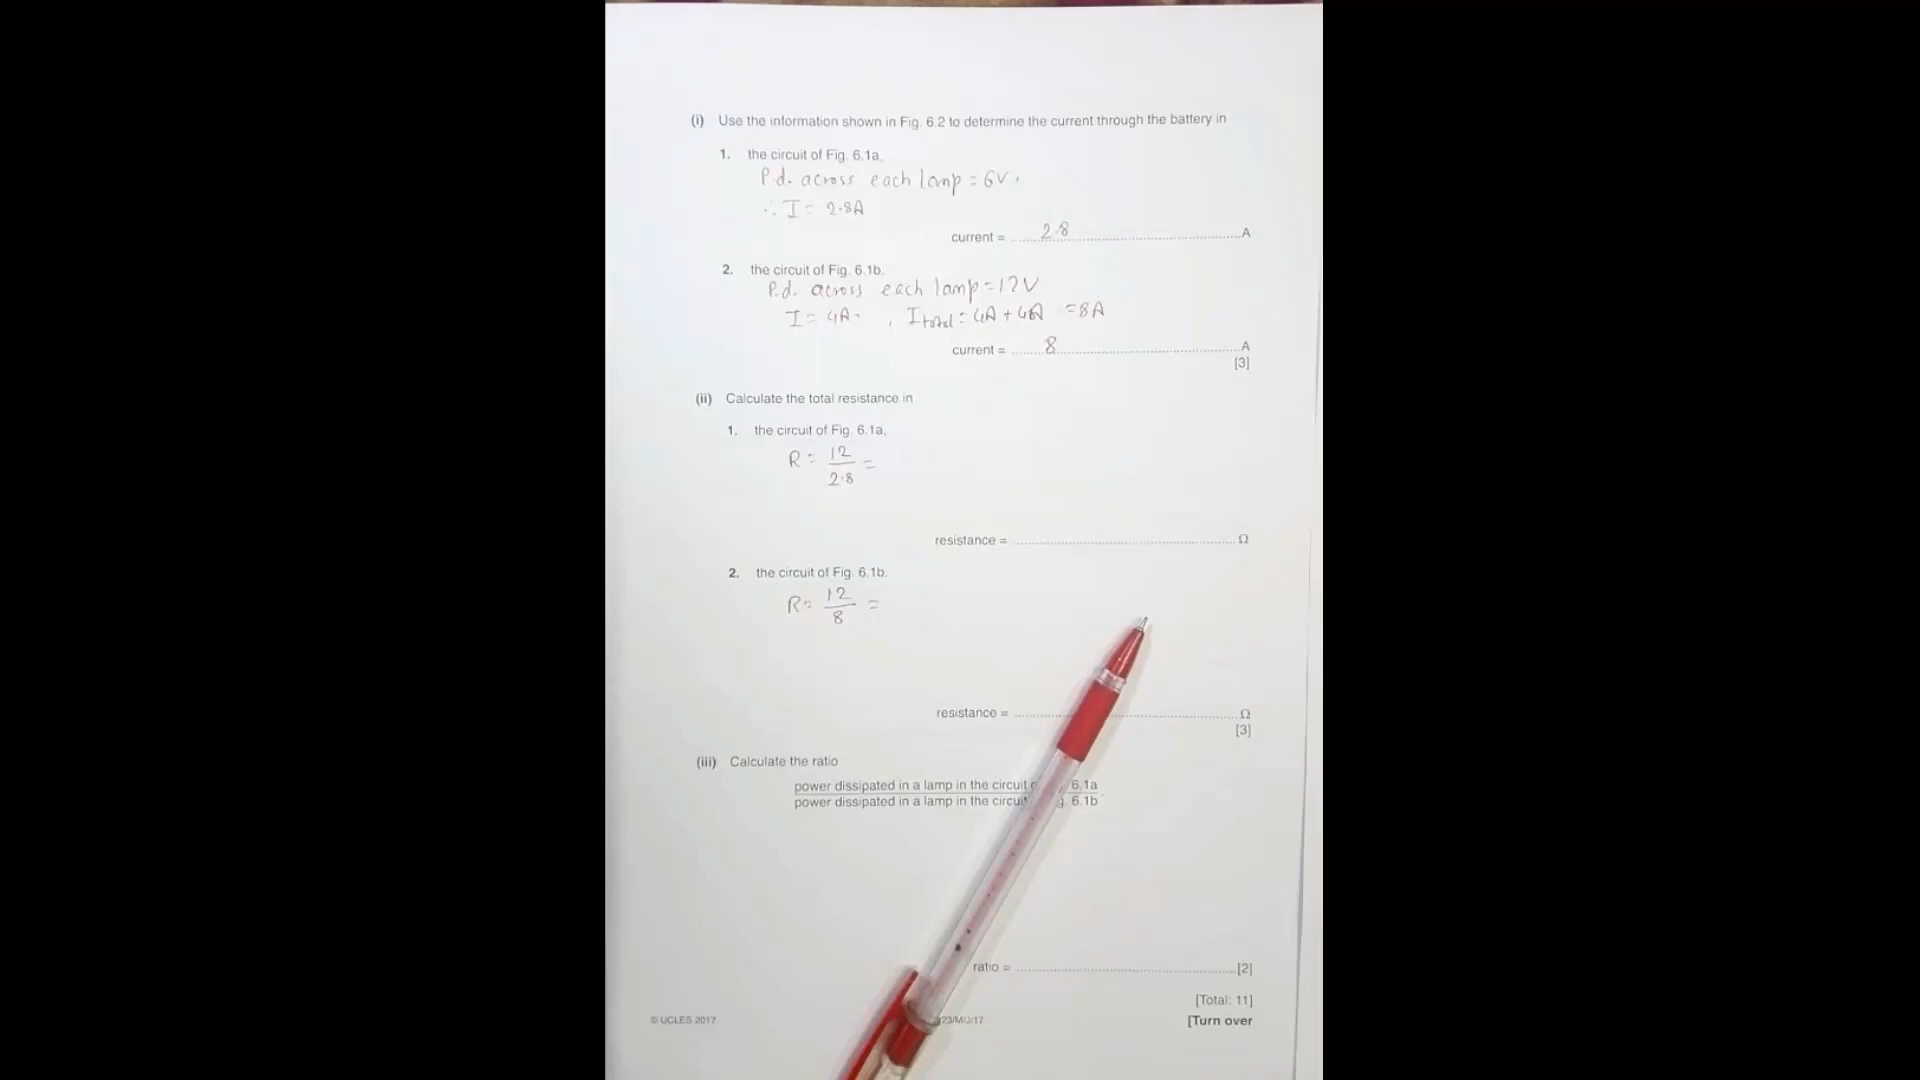 (i) Use the information shown in Fig. 6.2 to determine the current through the battery in
1. the circuit of Fig. 6.1a,
P.d. across each lamp = 6V.
∴ I = 2.8A
current = 2.8 A
2. the circuit of Fig. 6.1b.
P.d. across each lamp = 12V
I = 4A. , Itotal = 4A + 4A = 8A
current = 8 A
[3]
(ii) Calculate the total resistance in
1. the circuit of Fig. 6.1a,
R = 12
=
2.8
resistance = Ω
2. the circuit of Fig. 6.1b.
R = 12
=
8
resistance = Ω
[3]
(iii) Calculate the ratio
power dissipated in a lamp in the circuit 6.1a
power dissipated in a lamp in the circuit 6.1b
ratio = [2]
[Total: 11]
© UCLES 2017 23/M/J/17 [Turn over